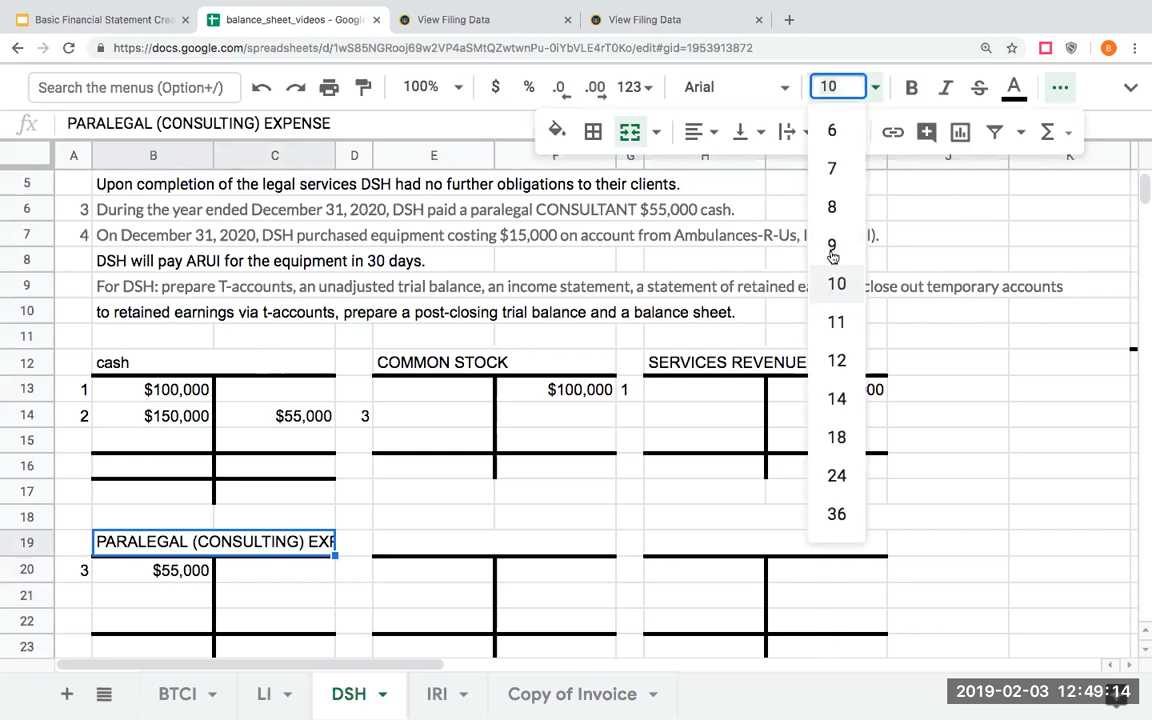 Basic Financial Statement Crea
balance_sheet_videos - Google
View Filing Data
View Filing Data
https://docs.google.com/spreadsheets/d/1wS85NGRooj69w2VP4aSMtQZwtwnPu-0iYbVLE4rT0Ko/edit#gid=1953913872
B
Search the menus (Option+/)
100%
$ % .0 .00 123
Arial
10
B I S A
fx PARALEGAL (CONSULTING) EXPENSE
A B C D E F G H J K
5 Upon completion of the legal services DSH had no further obligations to their clients.
6 3 During the year ended December 31, 2020, DSH paid a paralegal CONSULTANT $55,000 cash.
7 4 On December 31, 2020, DSH purchased equipment costing $15,000 on account from Ambulances-R-Us, I
8 DSH will pay ARUI for the equipment in 30 days.
9 For DSH: prepare T-accounts, an unadjusted trial balance, an income statement, a statement of retained ea close out temporary accounts
10 to retained earnings via t-accounts, prepare a post-closing trial balance and a balance sheet.
11
12 cash COMMON STOCK SERVICES REVENUE
13 1 $100,000 $100,000 1 00
14 2 $150,000 $55,000 3
15
16
17
18
19 PARALEGAL (CONSULTING) EXP
20 3 $55,000
21
22
23
6
7
8
9
10
11
12
14
18
24
36
BTCI LI DSH IRI Copy of Invoice
2019-02-03 12:49:14